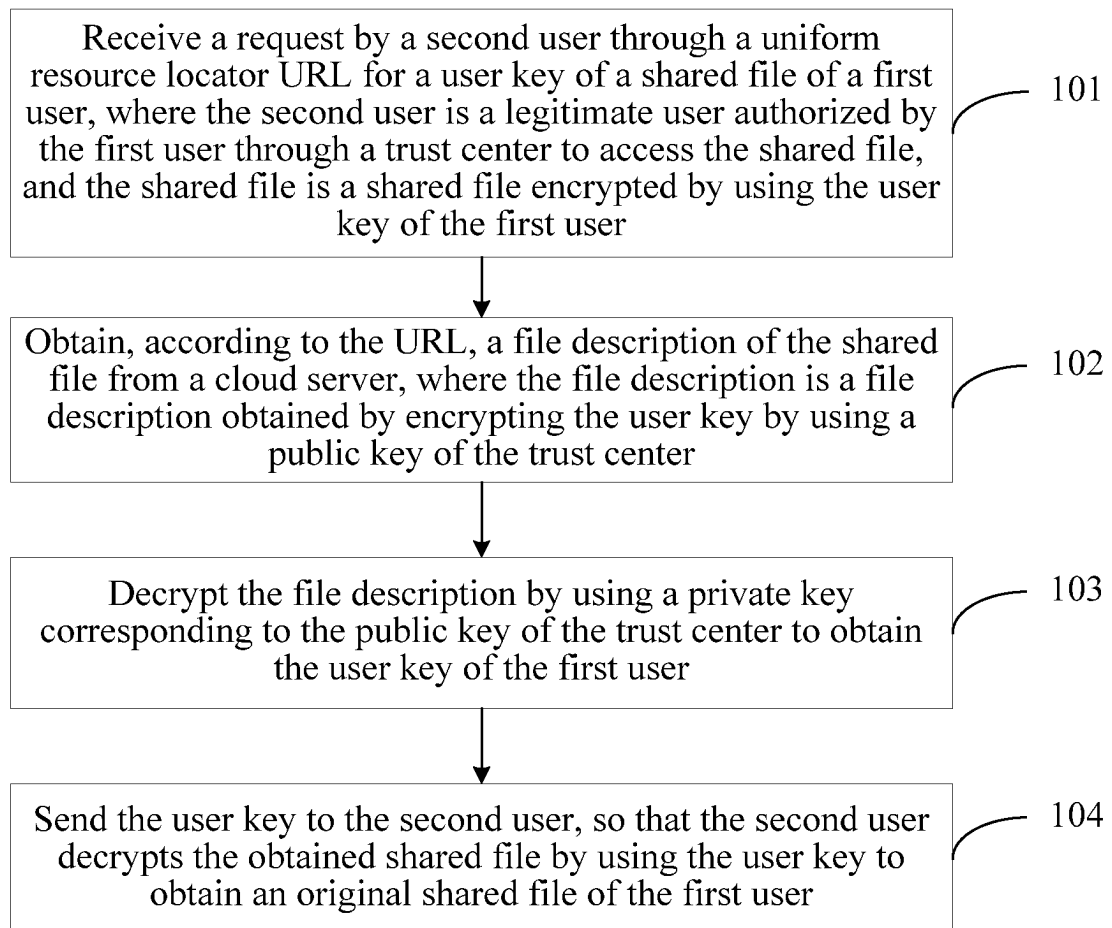 Receive a request by a second user through a uniform
resource locator URL for a user key of a shared file of a first
user, where the second user is a legitimate user authorized by
the first user through a trust center to access the shared file,
and the shared file is a shared file encrypted by using the user
key of the first user
101
Obtain, according to the URL, a file description of the shared
file from a cloud server, where the file description is a file
description obtained by encrypting the user key by using a
public key of the trust center
102
Decrypt the file description by using a private key
corresponding to the public key of the trust center to obtain
the user key of the first user
103
Send the user key to the second user, so that the second user
decrypts the obtained shared file by using the user key to
obtain an original shared file of the first user
104